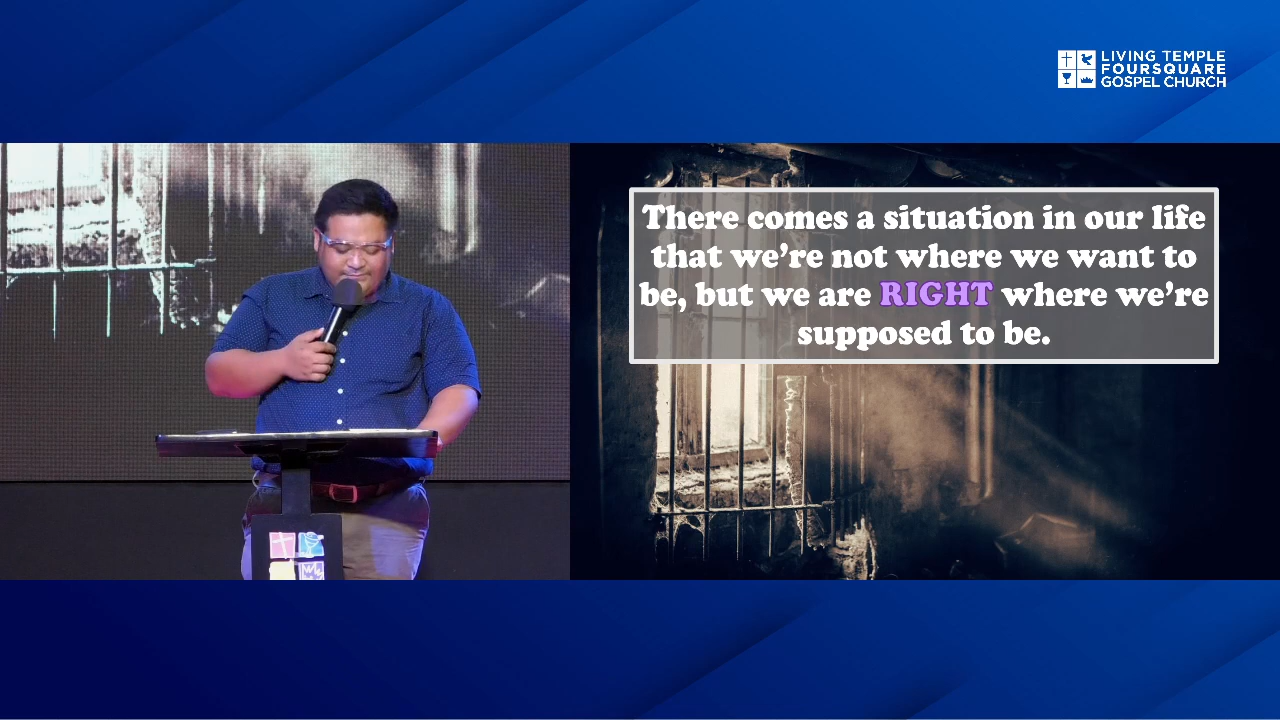 LIVING TEMPLE
FOURSQUARE
GOSPEL CHURCH
There comes a situation in our life
that we’re not where we want to
be, but we are RIGHT where we’re
supposed to be.